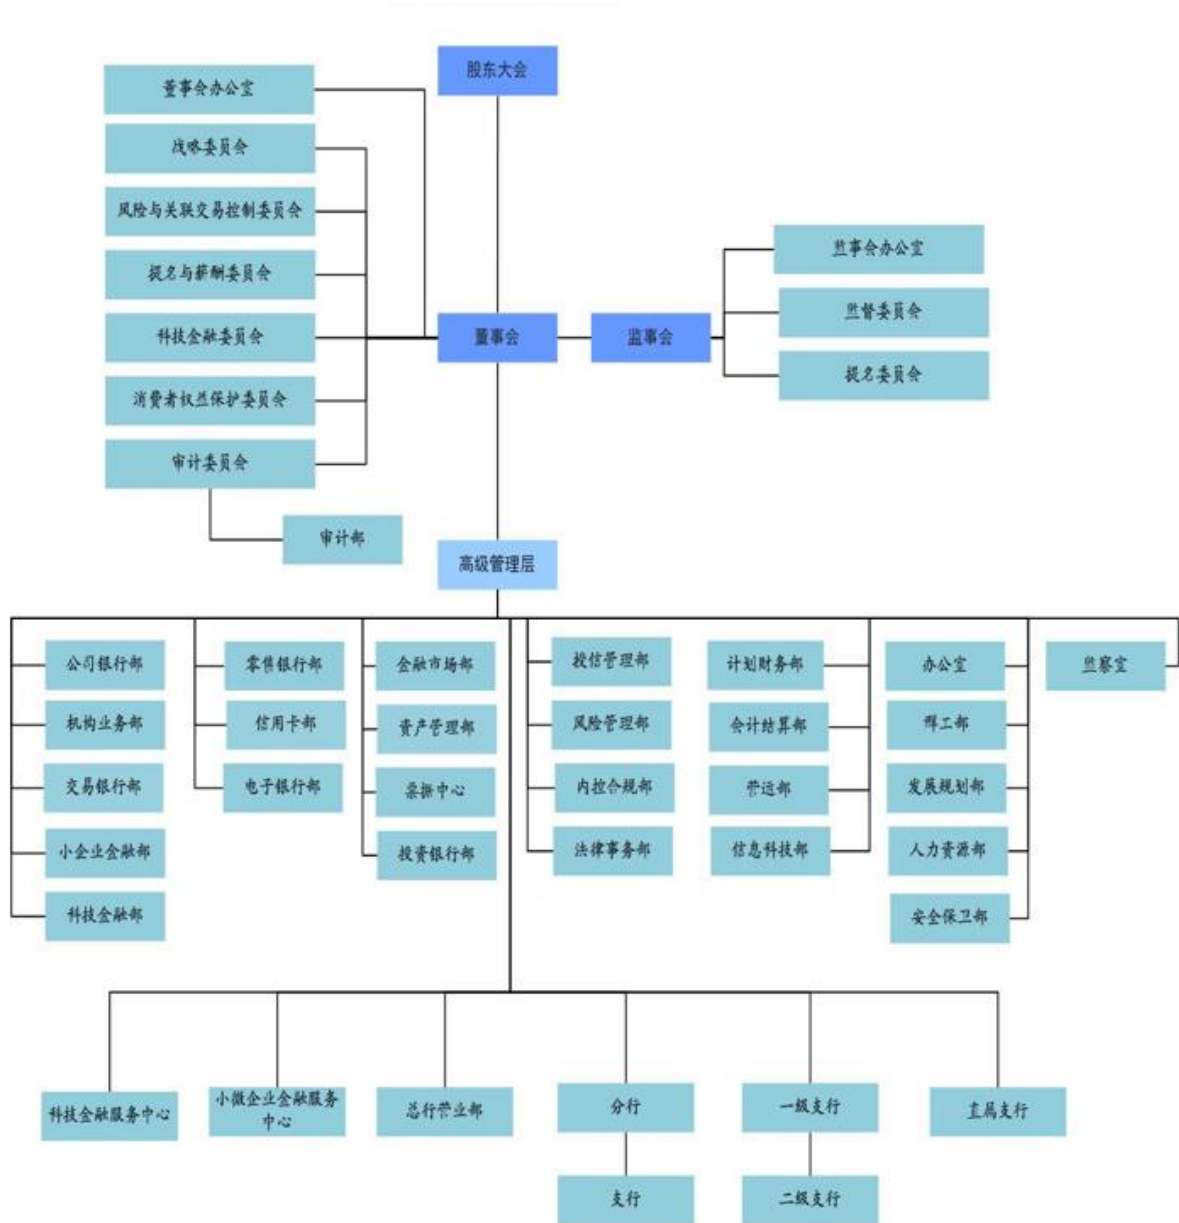 股东大会
董事会办公室
战略委员会
风险与关联交易控制委员会
提名与薪酬委员会
科技金融委员会
消费者权益保护委员会
审计委员会
审计部
董事会
监事会
监事会办公室
监督委员会
提名委员会
高级管理层
公司银行部
机构业务部
交易银行部
小企业金融部
科技金融部
零售银行部
信用卡部
电子银行部
金融市场部
资产管理部
票据中心
投资银行部
授信管理部
风险管理部
内控合规部
法律事务部
计划财务部
会计结算部
营运部
信息科技部
办公室
群工部
发展规划部
人力资源部
安全保卫部
监察室
科技金融服务中心
小微企业金融服务
中心
总行营业部
分行
支行
一级支行
二级支行
直属支行